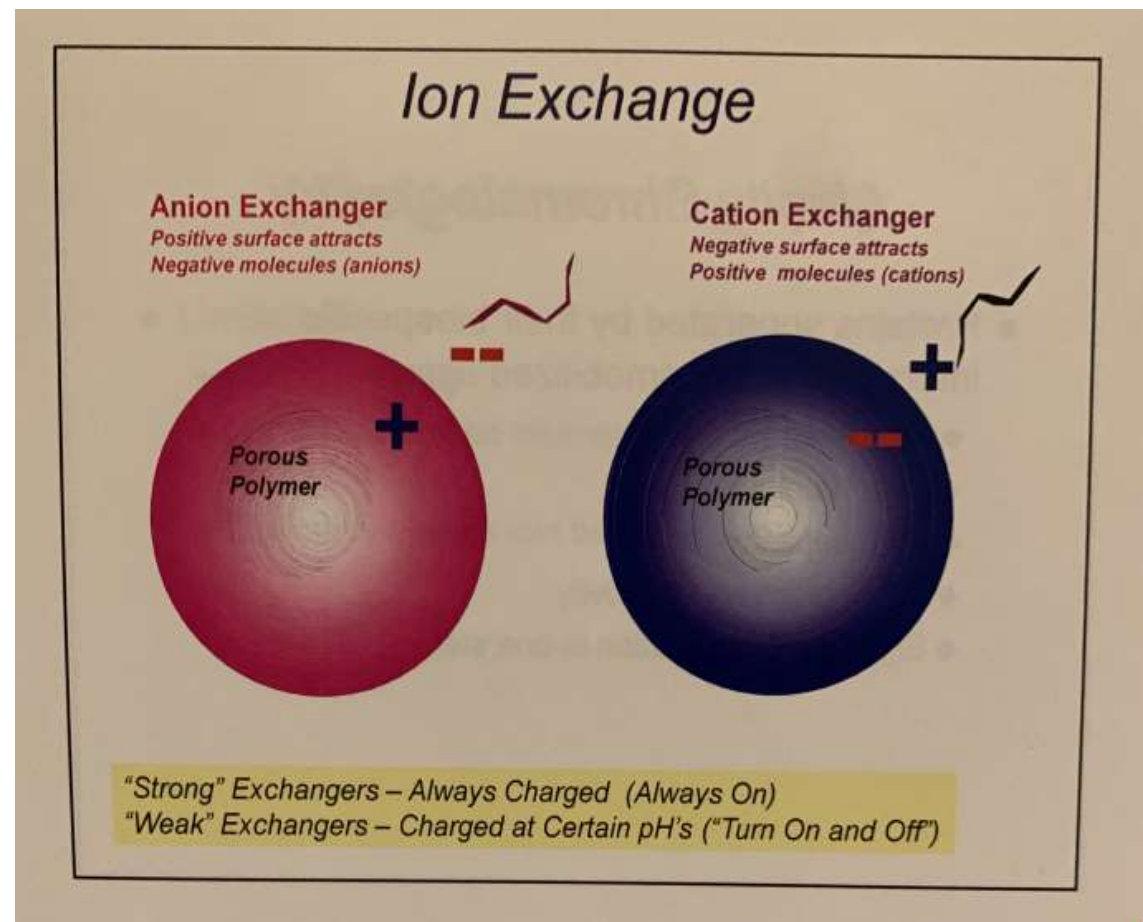 Ion Exchange
Anion Exchanger
Positive surface attracts
Negative molecules (anions)
Cation Exchanger
Negative surface attracts
Positive molecules (cations)
Porous
Polymer
Porous
Polymer
“Strong” Exchangers – Always Charged (Always On)
“Weak” Exchangers – Charged at Certain pH's (“Turn On and Off”)